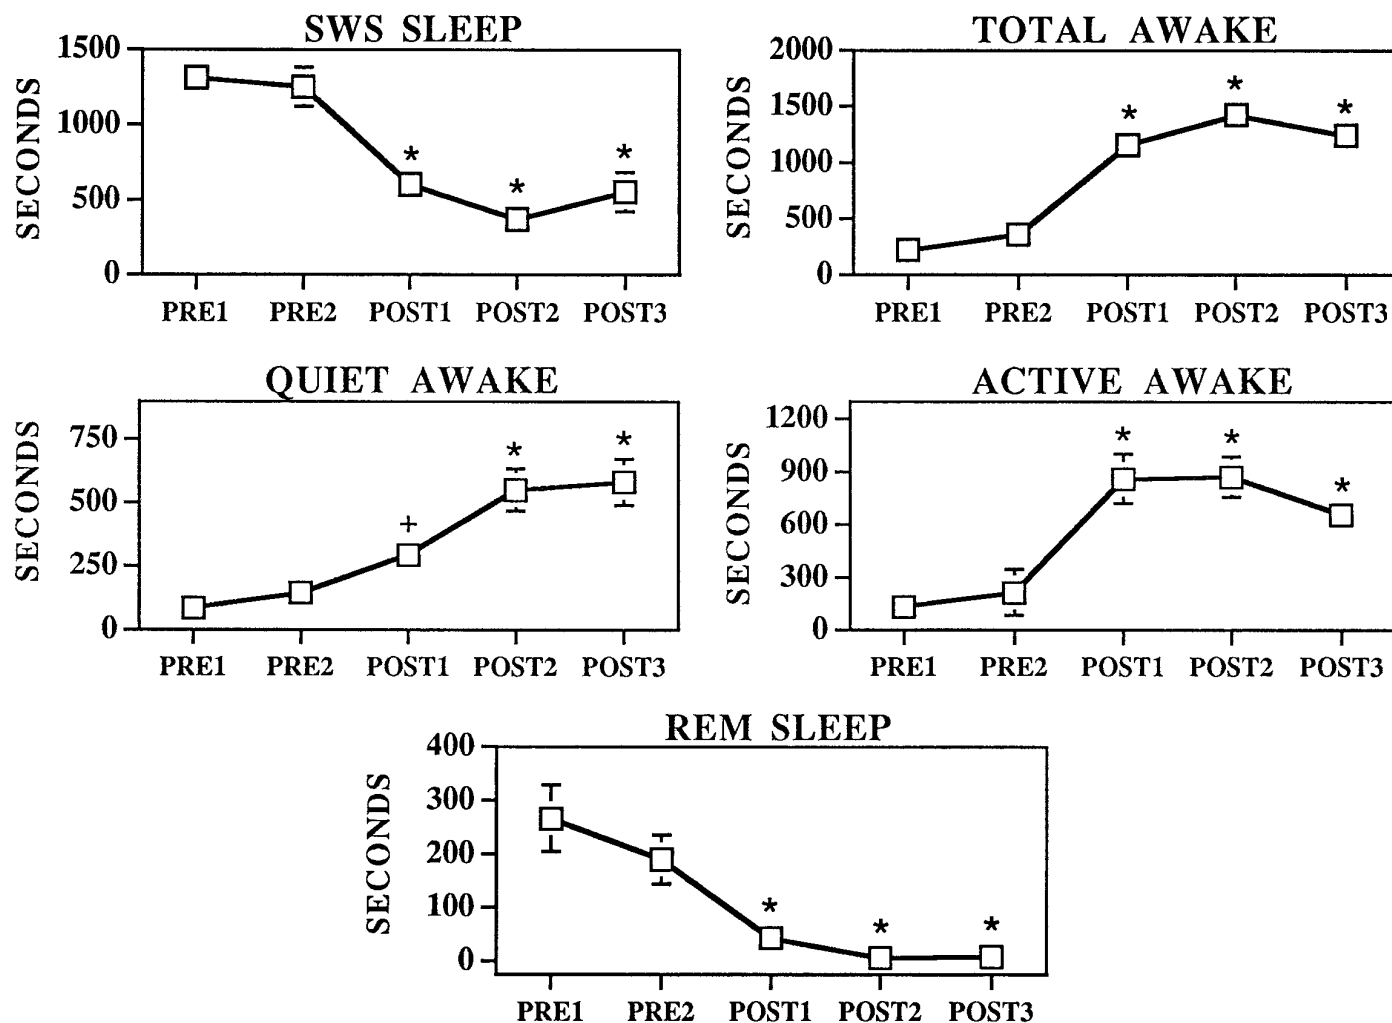 SWS SLEEP
SECONDS
1500
1000
500
0
*
*
*
PRE1 PRE2 POST1 POST2 POST3
TOTAL AWAKE
SECONDS
2000
1500
1000
500
0
*
*
*
PRE1 PRE2 POST1 POST2 POST3
QUIET AWAKE
SECONDS
750
500
250
0
+
*
*
PRE1 PRE2 POST1 POST2 POST3
ACTIVE AWAKE
SECONDS
1200
900
600
300
0
*
*
*
PRE1 PRE2 POST1 POST2 POST3
REM SLEEP
SECONDS
400
300
200
100
0
*
*
*
PRE1 PRE2 POST1 POST2 POST3